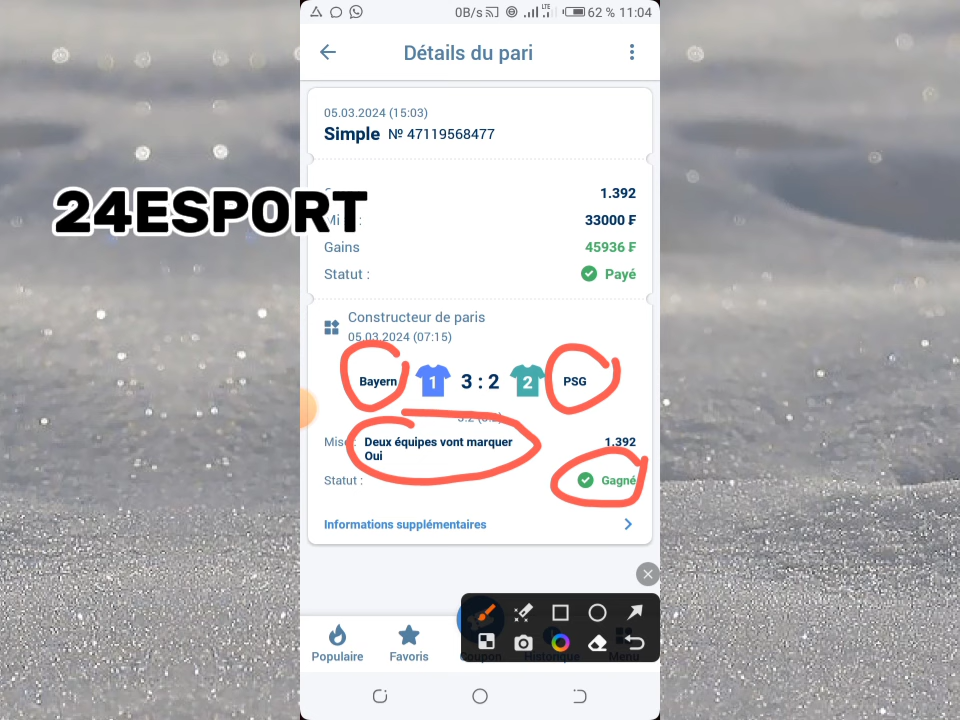 0B/s LTE 62 % 11:04
Détails du pari
05.03.2024 (15:03)
Simple № 47119568477
24ESPORT
1.392
33000 ₣
Gains 45936 ₣
Statut : Payé
Constructeur de paris
05.03.2024 (07:15)
Bayern 1 3 : 2 2 PSG
Mise : Deux équipes vont marquer 1.392
Oui
Statut : Gagné
Informations supplémentaires
Populaire Favoris Coupon Historique Menu